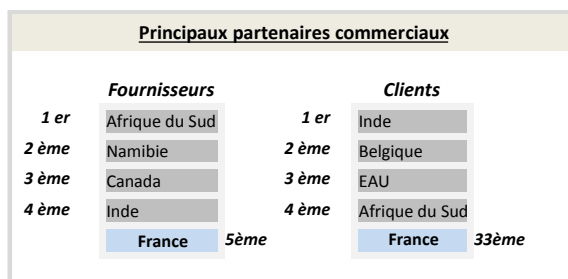 Principaux partenaires commerciaux
Fournisseurs Clients
1 er Afrique du Sud 1 er Inde
2 ème Namibie 2 ème Belgique
3 ème Canada 3 ème EAU
4 ème Inde 4 ème Afrique du Sud
France 5ème France 33ème